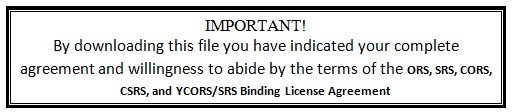 IMPORTANT!
By downloading this file you have indicated your complete
agreement and willingness to abide by the terms of the ORS, SRS, CORS,
CSRS, and YCORS/SRS Binding License Agreement